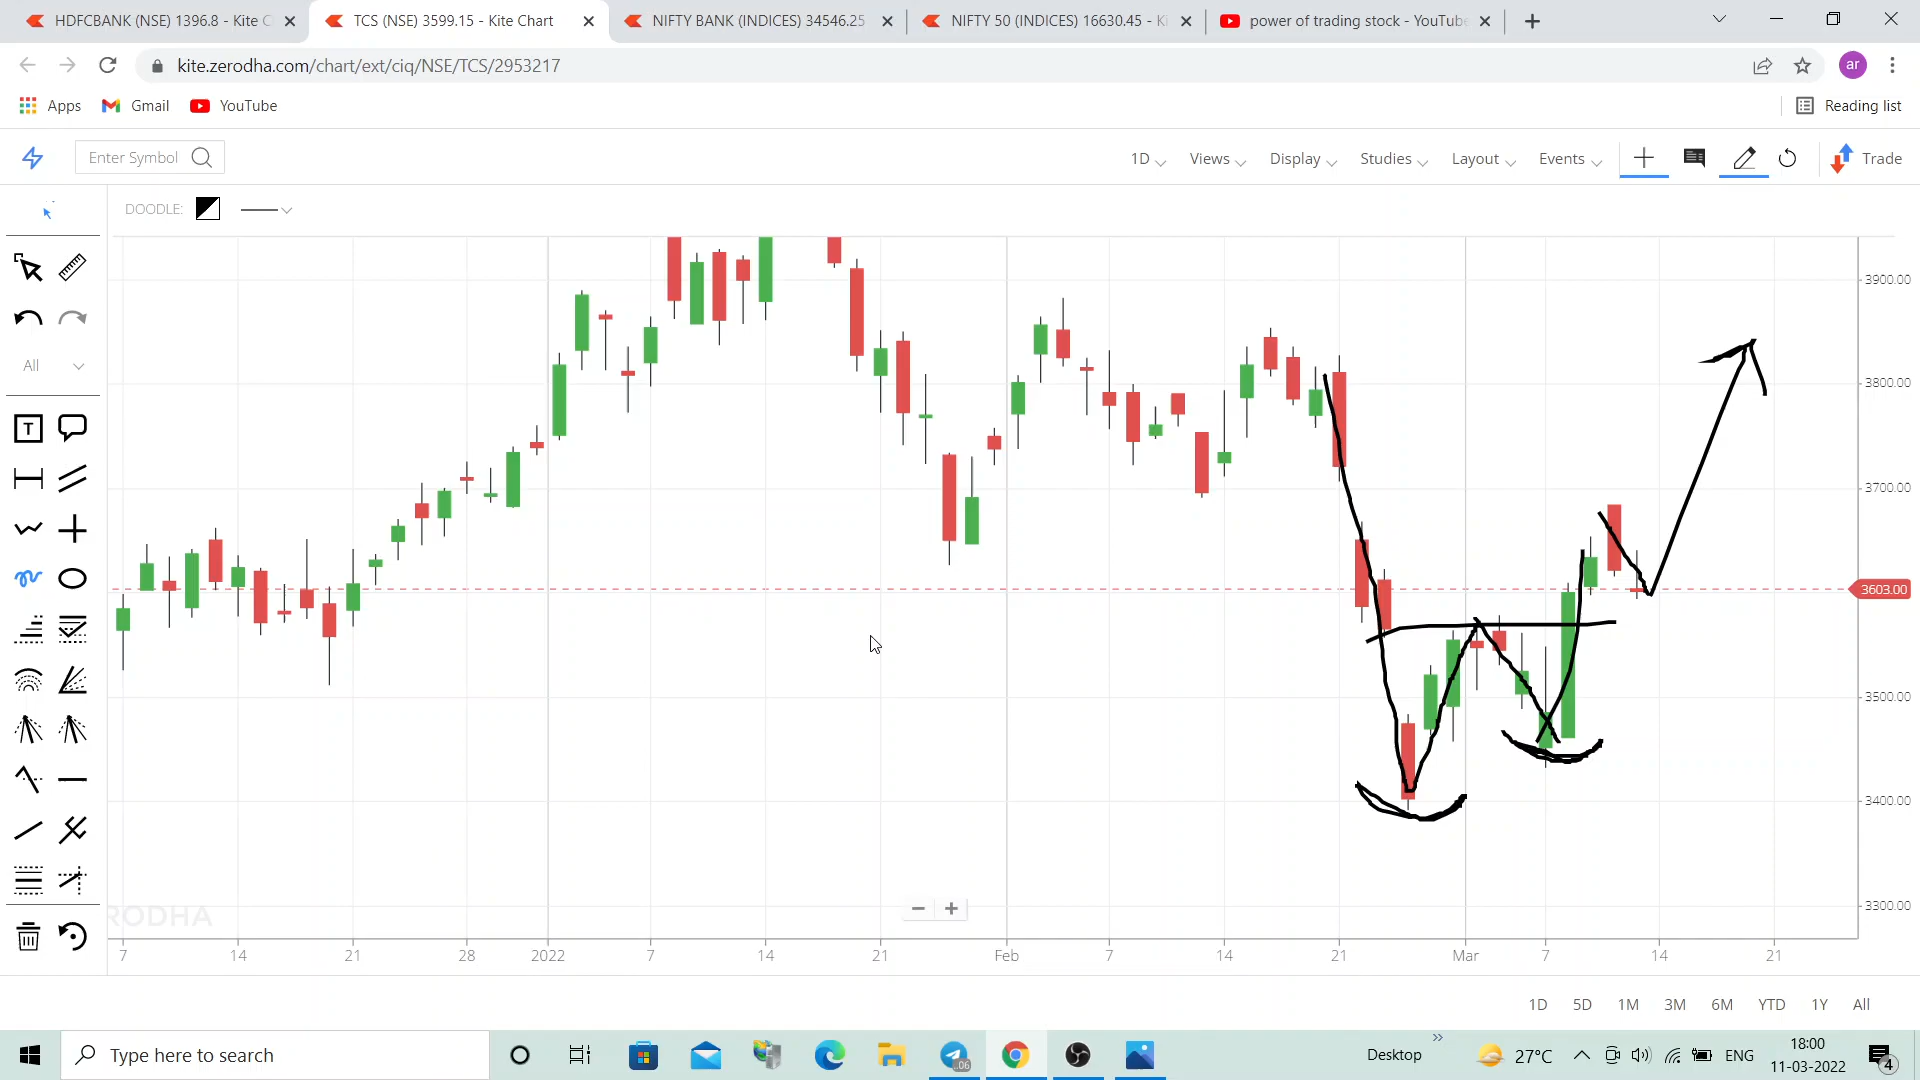 HDFCBANK (NSE) 1396.8 - Kite C
TCS (NSE) 3599.15 - Kite Chart
NIFTY BANK (INDICES) 34546.25
NIFTY 50 (INDICES) 16630.45 - Ki
power of trading stock - YouTube
kite.zerodha.com/chart/ext/ciq/NSE/TCS/2953217
ar
Apps
Gmail
YouTube
Reading list
Enter Symbol
1D
Views
Display
Studies
Layout
Events
Trade
DOODLE:
All
T
3900.00
3800.00
3700.00
3603.00
3500.00
3400.00
3300.00
RODHA
7 14 21 28 2022 7 14 21 Feb 7 14 21 Mar 7 14 21
1D 5D 1M 3M 6M YTD 1Y All
Type here to search
.06
Desktop
27°C
ENG
18:00
11-03-2022
4